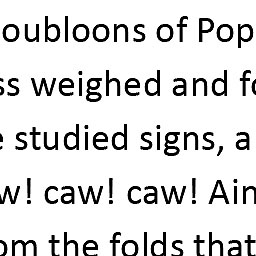 oubloons of Pop
ss weighed and fo
e studied signs, a
w! caw! caw! Ain
om the folds that